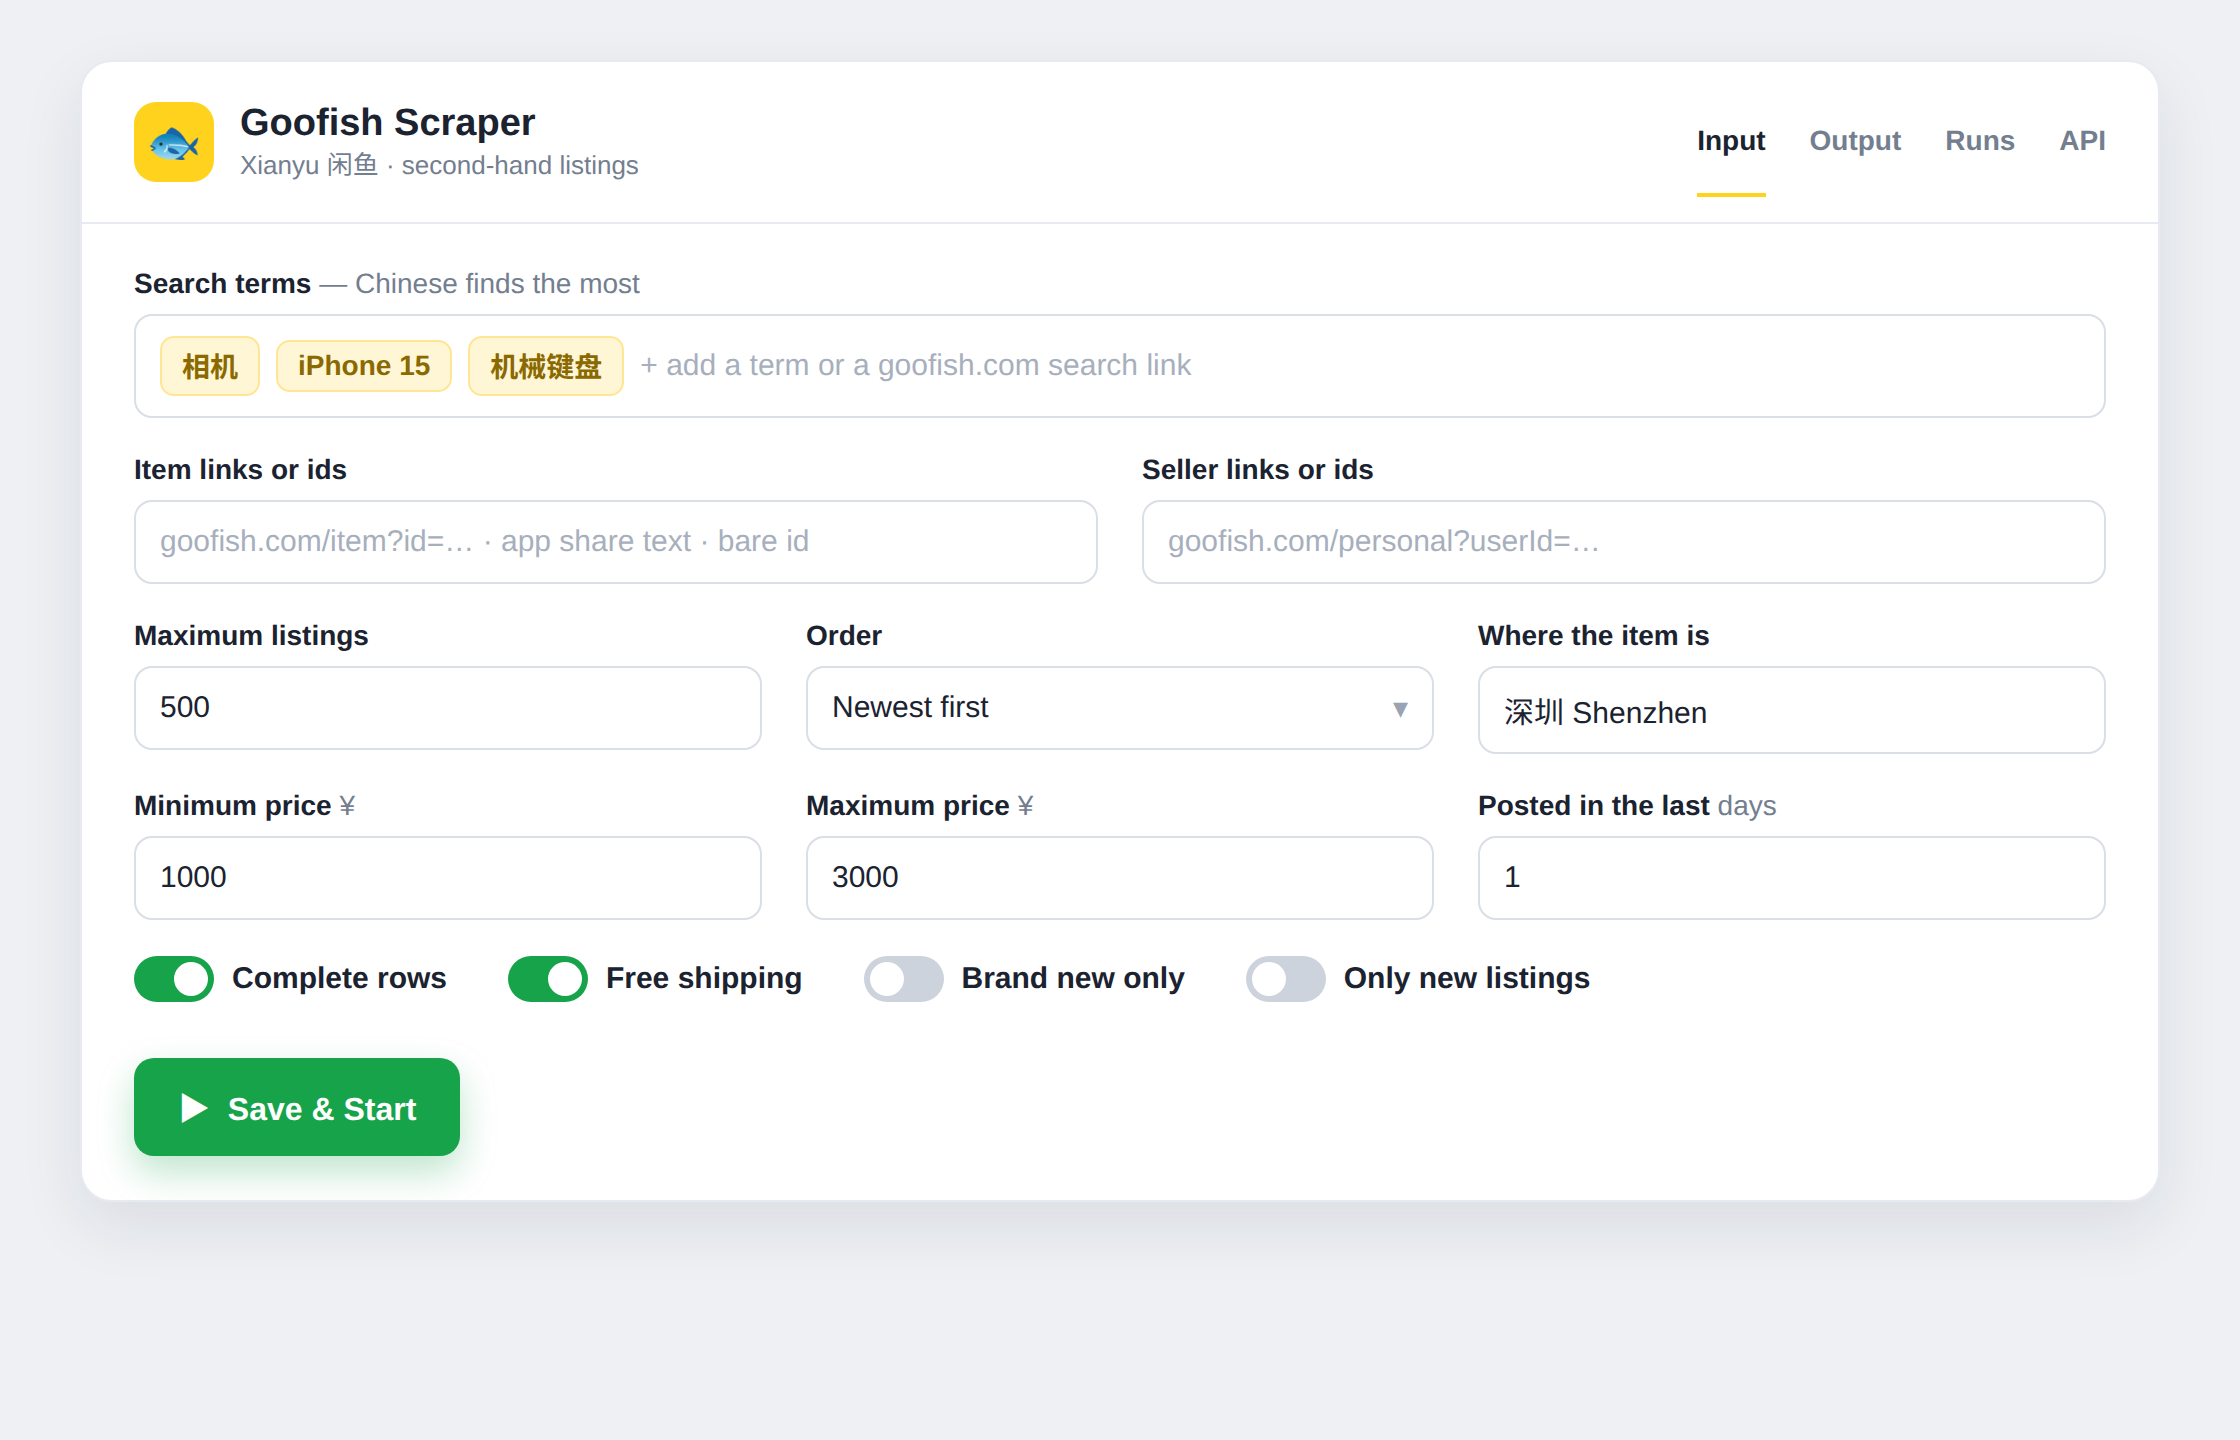 Goofish Scraper
Xianyu 闲鱼 · second-hand listings
Input Output Runs API
Search terms — Chinese finds the most
相机 iPhone 15 机械键盘 + add a term or a goofish.com search link
Item links or ids Seller links or ids
goofish.com/item?id=… · app share text · bare id goofish.com/personal?userId=…
Maximum listings Order Where the item is
500 Newest first ▾ 深圳 Shenzhen
Minimum price ¥ Maximum price ¥ Posted in the last days
1000 3000 1
Complete rows Free shipping Brand new only Only new listings
▶ Save & Start